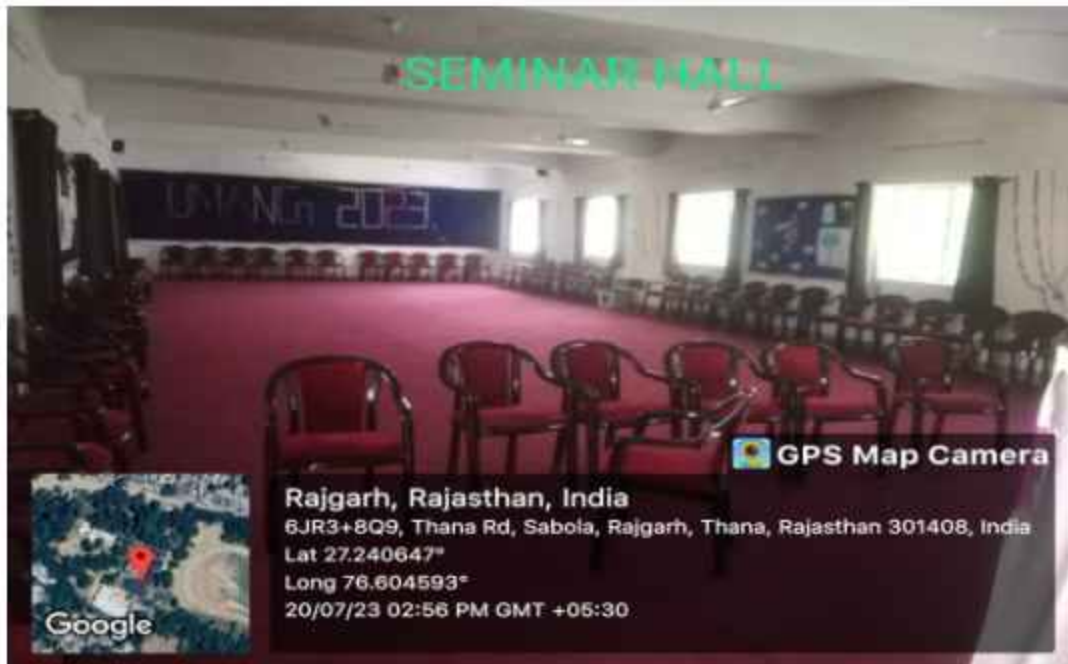 SEMINAR HALL
UMANG 2023
GPS Map Camera
Rajgarh, Rajasthan, India
6JR3+8Q9, Thana Rd, Sabola, Rajgarh, Thana, Rajasthan 301408, India
Lat 27.240647°
Long 76.604593°
20/07/23 02:56 PM GMT +05:30
Google